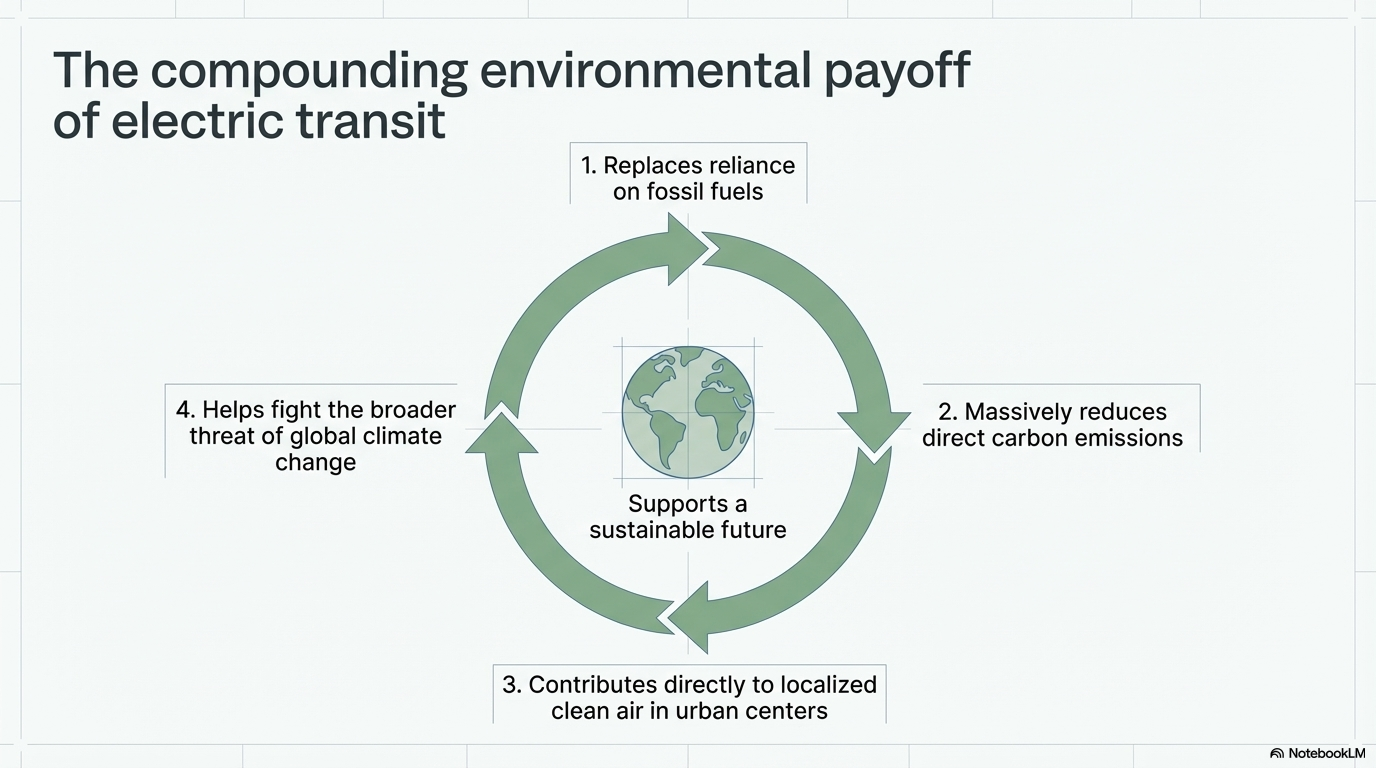 The compounding environmental payoff
of electric transit
1. Replaces reliance
on fossil fuels
2. Massively reduces
direct carbon emissions
3. Contributes directly to localized
clean air in urban centers
4. Helps fight the broader
threat of global climate
change
Supports a
sustainable future
NotebookLM